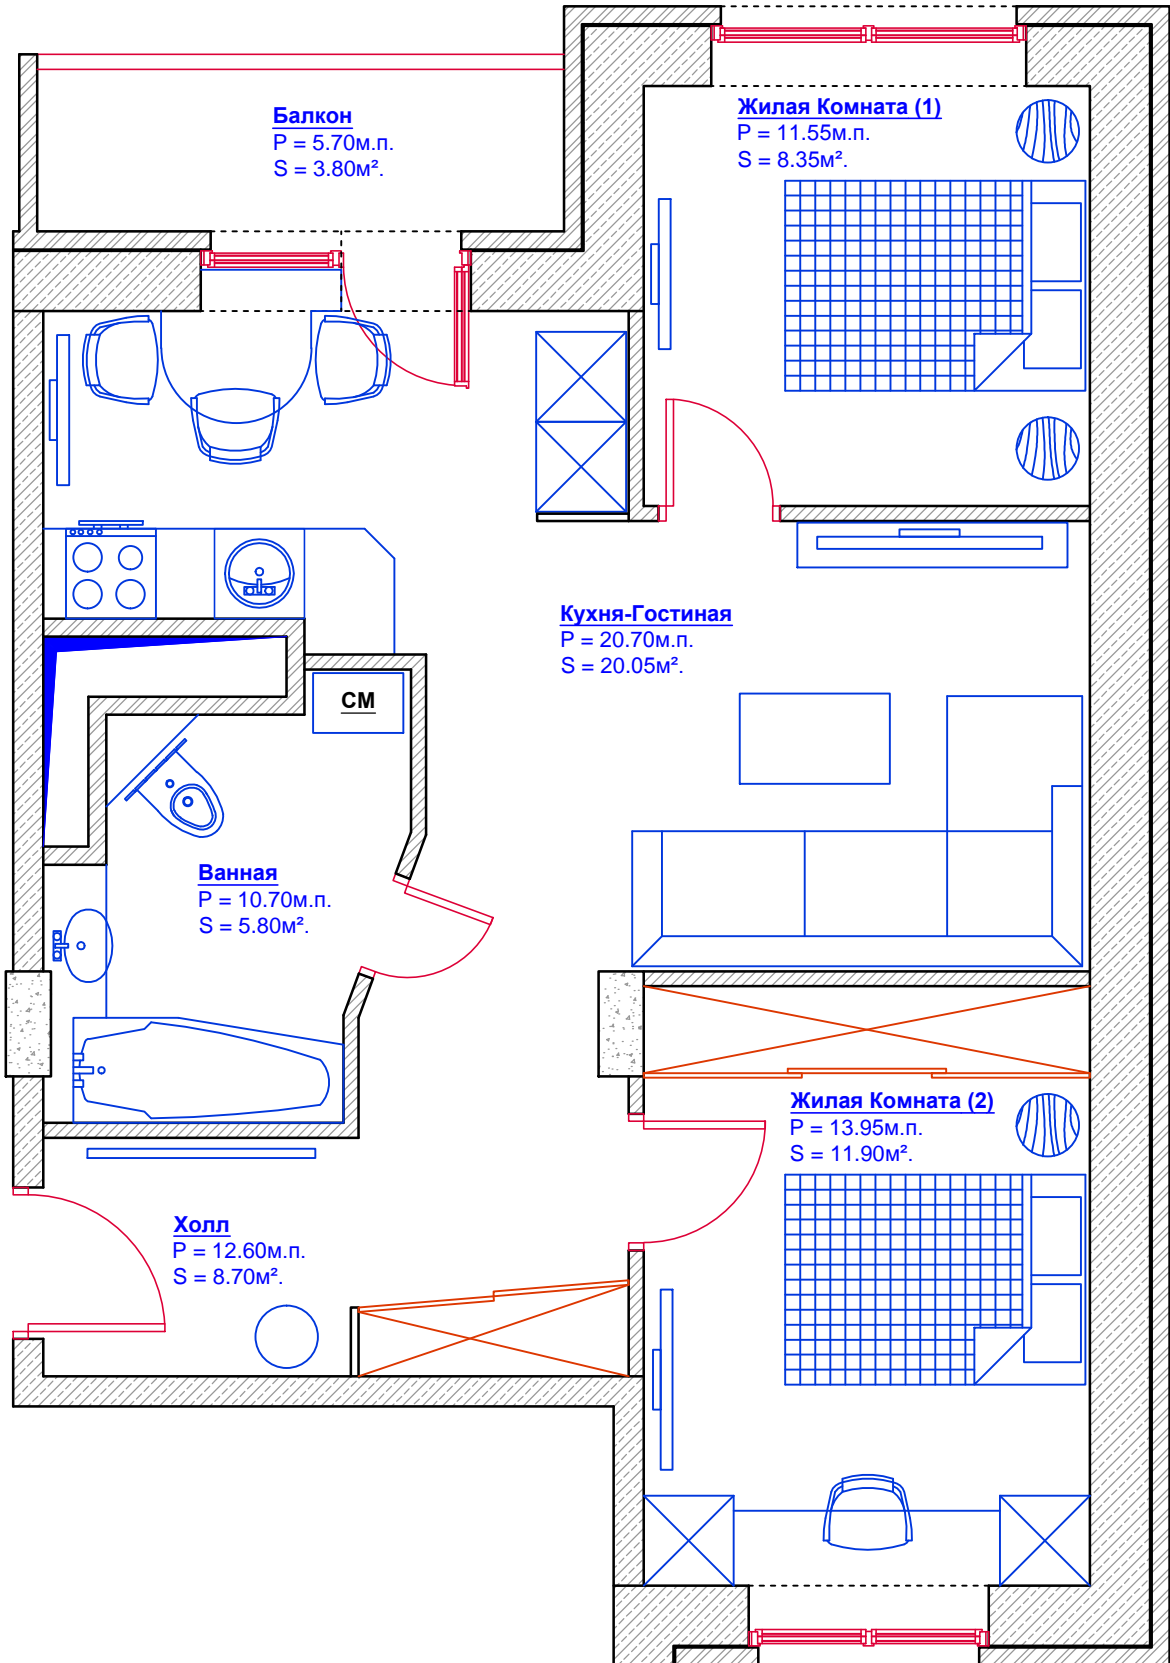 Балкон
P = 5.70м.п.
S = 3.80м².
Жилая Комната (1)
P = 11.55м.п.
S = 8.35м².
Кухня-Гостиная
P = 20.70м.п.
S = 20.05м².
СМ
Ванная
P = 10.70м.п.
S = 5.80м².
Жилая Комната (2)
P = 13.95м.п.
S = 11.90м².
Холл
P = 12.60м.п.
S = 8.70м².